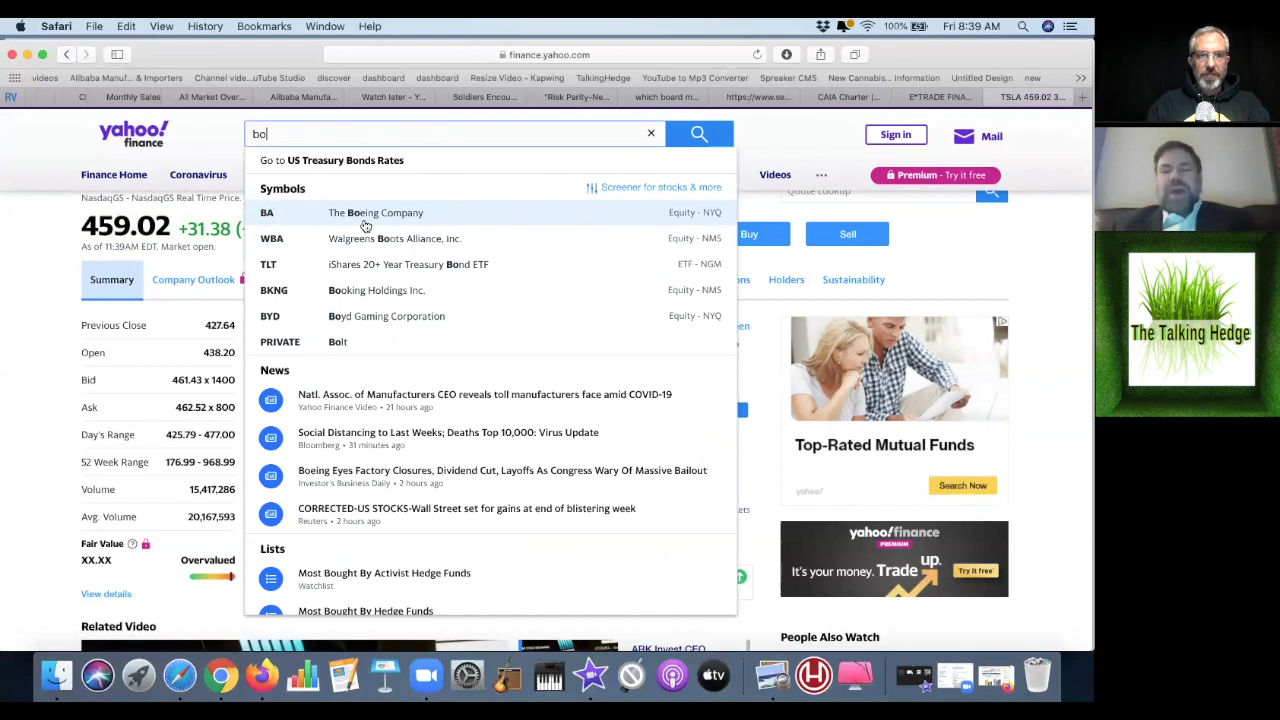 Safari File Edit View History Bookmarks Window Help 100% Fri 8:39 AM
finance.yahoo.com
videos Alibaba Manuf... & Importers Channel vide...uTube Studio discover dashboard dashboard Resize Video - Kapwing TalkingHedge YouTube to Mp3 Converter Spreaker CMS New Cannabis.. Information Untitled Design new >>
RV Monthly Sales All Market Over... Alibaba Manufa... Watch later - Y... Soldiers Encou... "Risk Parity-Ne... which board m... https://www.se... CAIA Charter |... E*TRADE FINA... TSLA 459.02 3...
yahoo!
finance
bo
Sign in
Mail
Go to US Treasury Bonds Rates
Finance Home Coronavirus
Videos
Premium - Try it free
Symbols
Screener for stocks & more
NasdaqGS - NasdaqGS Real Time Price.
Quote Lookup
BA The Boeing Company Equity - NYQ
459.02 +31.38 (
As of 11:39AM EDT. Market open.
Buy
Sell
WBA Walgreens Boots Alliance, Inc. Equity - NMS
TLT iShares 20+ Year Treasury Bond ETF ETF - NGM
Summary Company Outlook
Holders Sustainability
BKNG Booking Holdings Inc. Equity - NMS
BYD Boyd Gaming Corporation Equity - NYQ
PRIVATE Bolt
Previous Close 427.64
Open 438.20
Bid 461.43 x 1400
Ask 462.52 x 800
Day's Range 425.79 - 477.00
52 Week Range 176.99 - 968.99
Volume 15,417,286
Avg. Volume 20,167,593
Fair Value
XX.XX Overvalued
View details
Related Video
News
Natl. Assoc. of Manufacturers CEO reveals toll manufacturers face amid COVID-19
Yahoo Finance Video • 21 hours ago
Social Distancing to Last Weeks; Deaths Top 10,000: Virus Update
Bloomberg • 31 minutes ago
Boeing Eyes Factory Closures, Dividend Cut, Layoffs As Congress Wary Of Massive Bailout
Investor's Business Daily • 2 hours ago
CORRECTED-US STOCKS-Wall Street set for gains at end of blistering week
Reuters • 2 hours ago
Lists
Most Bought By Activist Hedge Funds
Watchlist
Most Bought By Hedge Funds
ARK Invest CEO
Top-Rated Mutual Funds
yahoo!
Search Now
yahoo!finance
PREMIUM
It's your money. Trade up.
Try it free
People Also Watch
The Talking Hedge
tv